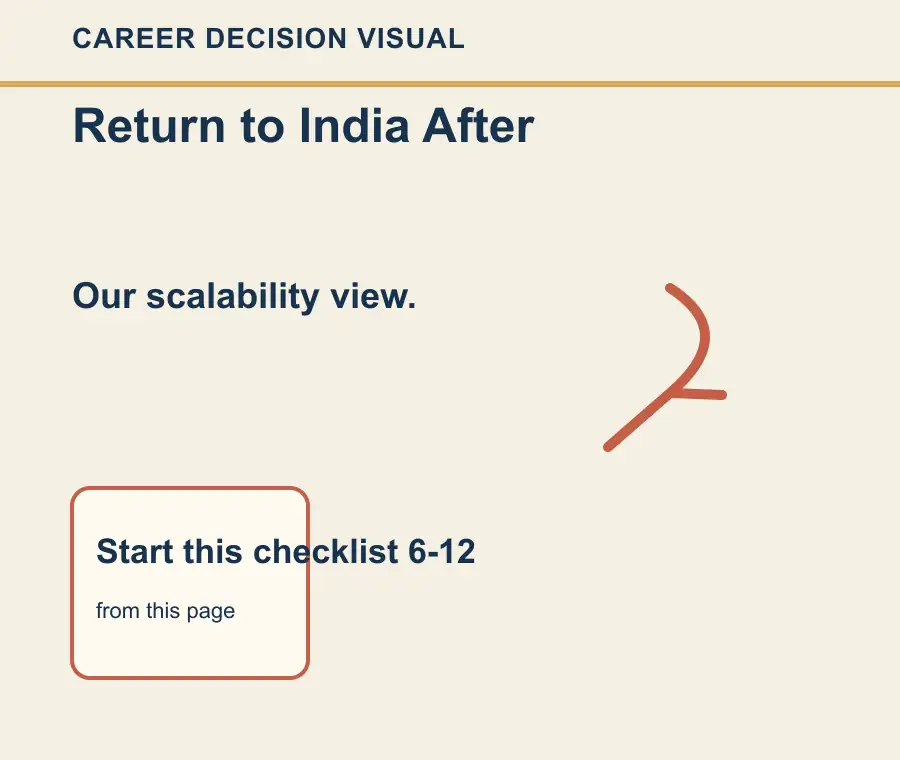 CAREER DECISION VISUAL
Return to India After
Our scalability view.
Start this checklist 6-12
from this page